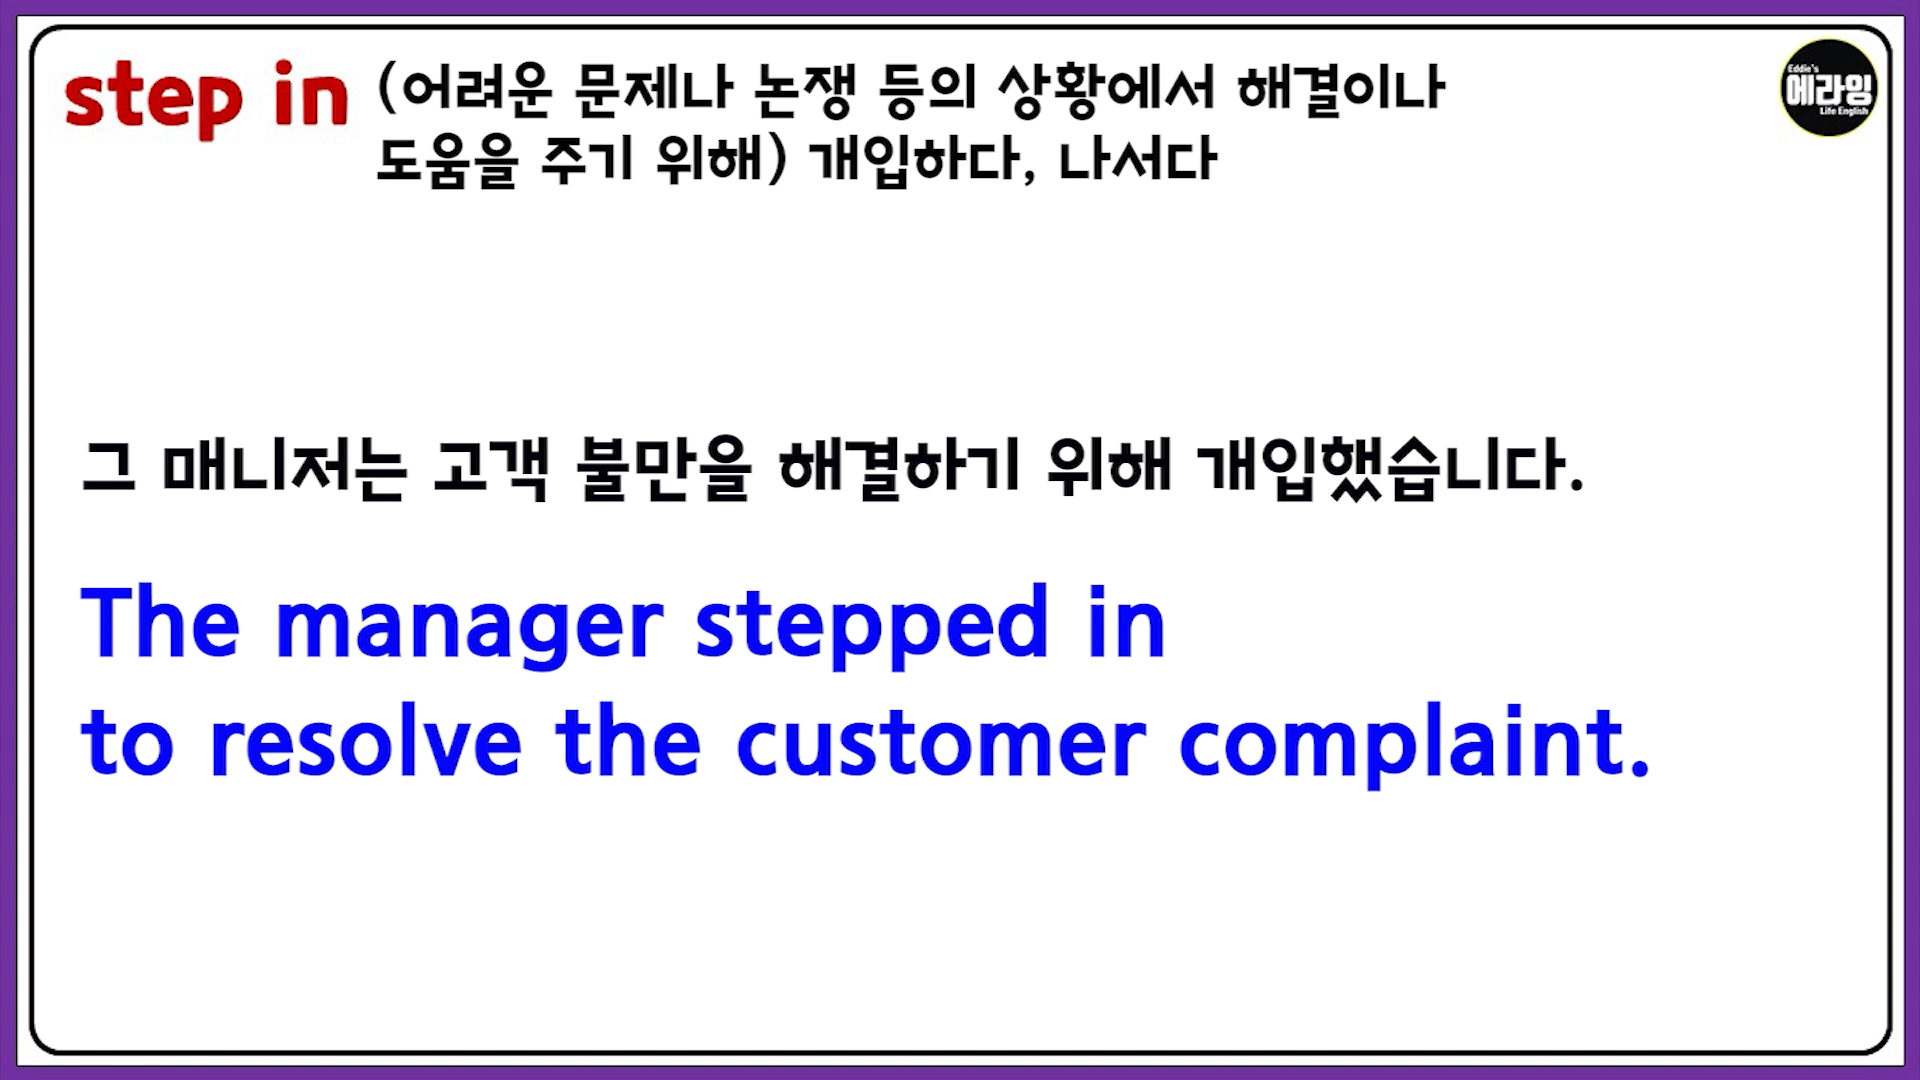 step in (어려운 문제나 논쟁 등의 상황에서 해결이나
도움을 주기 위해) 개입하다, 나서다
Eddie's
에라잉
Life English
그 매니저는 고객 불만을 해결하기 위해 개입했습니다.
The manager stepped in
to resolve the customer complaint.